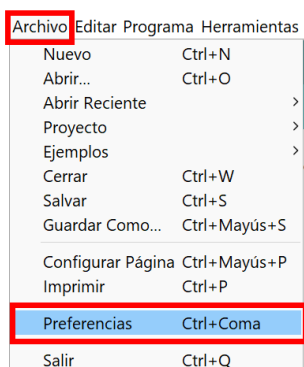 Archivo Editar Programa Herramientas
Nuevo Ctrl+N
Abrir... Ctrl+O
Abrir Reciente >
Proyecto >
Ejemplos >
Cerrar Ctrl+W
Salvar Ctrl+S
Guardar Como... Ctrl+Mayús+S
Configurar Página Ctrl+Mayús+P
Imprimir Ctrl+P
Preferencias Ctrl+Coma
Salir Ctrl+Q